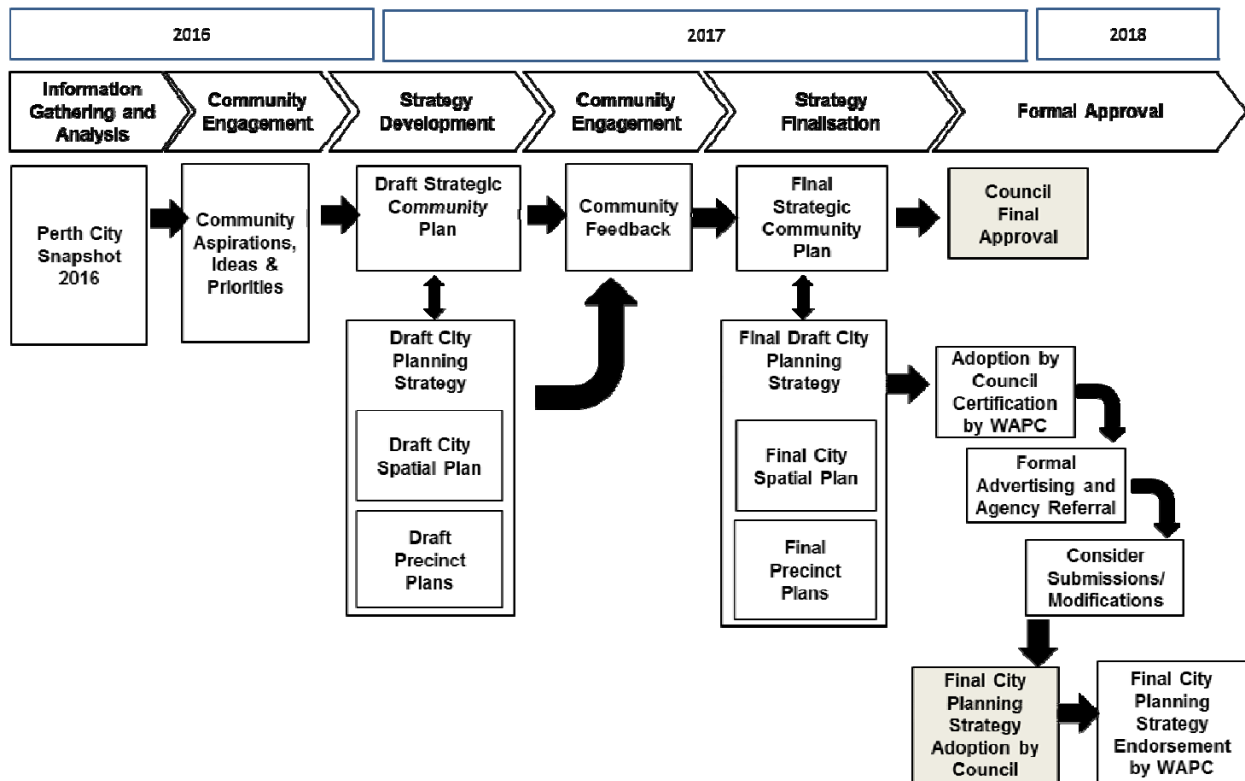 2016
2017
2018
Information
Gathering and
Analysis
Community
Engagement
Strategy
Development
Community
Engagement
Strategy
Finalisation
Formal Approval
Perth City
Snapshot
2016
Community
Aspirations,
Ideas &
Priorities
Draft Strategic
Community
Plan
Community
Feedback
Final
Strategic
Community
Plan
Council
Final
Approval
Draft City
Planning
Strategy
Draft City
Spatial Plan
Draft
Precinct
Plans
Final Draft City
Planning
Strategy
Final City
Spatial Plan
Final
Precinct
Plans
Adoption by
Council
Certification
by WAPC
Formal
Advertising and
Agency Referral
Consider
Submissions/
Modifications
Final City
Planning
Strategy
Adoption by
Council
Final City
Planning
Strategy
Endorsement
by WAPC